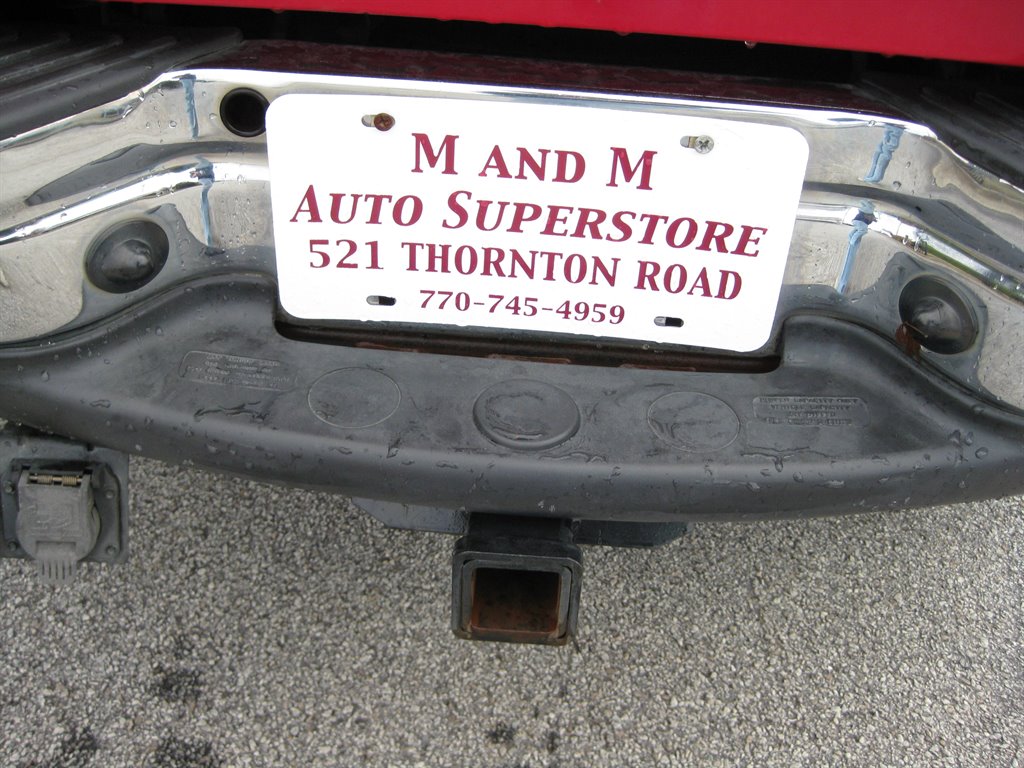 M AND M
AUTO SUPERSTORE
521 THORNTON ROAD
770-745-4959